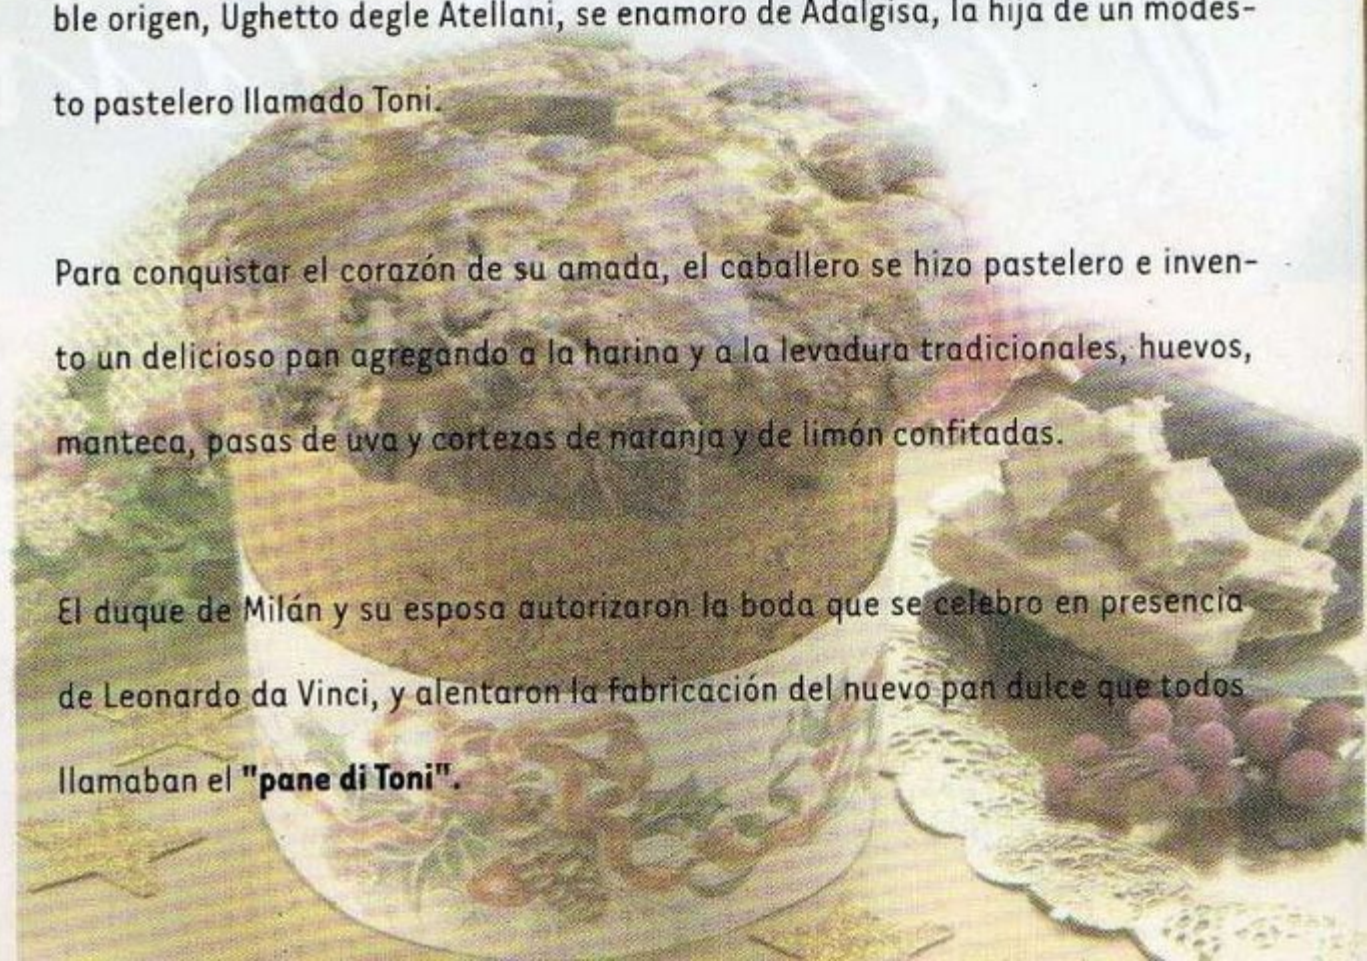 ble origen, Ughetto degle Atellani, se enamoro de Adalgisa, la hija de un modes-
to pastelero llamado Toni.
Para conquistar el corazón de su amada, el caballero se hizo pastelero e inven-
to un delicioso pan agregando a la harina y a la levadura tradicionales, huevos,
manteca, pasas de uva y cortezas de naranja y de limón confitadas.
El duque de Milán y su esposa autorizaron la boda que se celebro en presencia
de Leonardo da Vinci, y alentaron la fabricación del nuevo pan dulce que todos
llamaban el "pane di Toni".